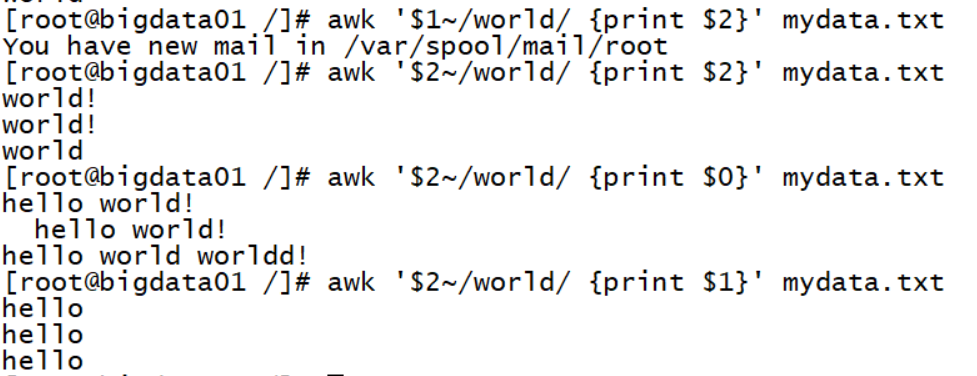 [root@bigdata01 /]# awk '$1~/world/ {print $2}' mydata.txt
You have new mail in /var/spool/mail/root
[root@bigdata01 /]# awk '$2~/world/ {print $2}' mydata.txt
world!
world!
world
[root@bigdata01 /]# awk '$2~/world/ {print $0}' mydata.txt
hello world!
  hello world!
hello world worldd!
[root@bigdata01 /]# awk '$2~/world/ {print $1}' mydata.txt
hello
hello
hello